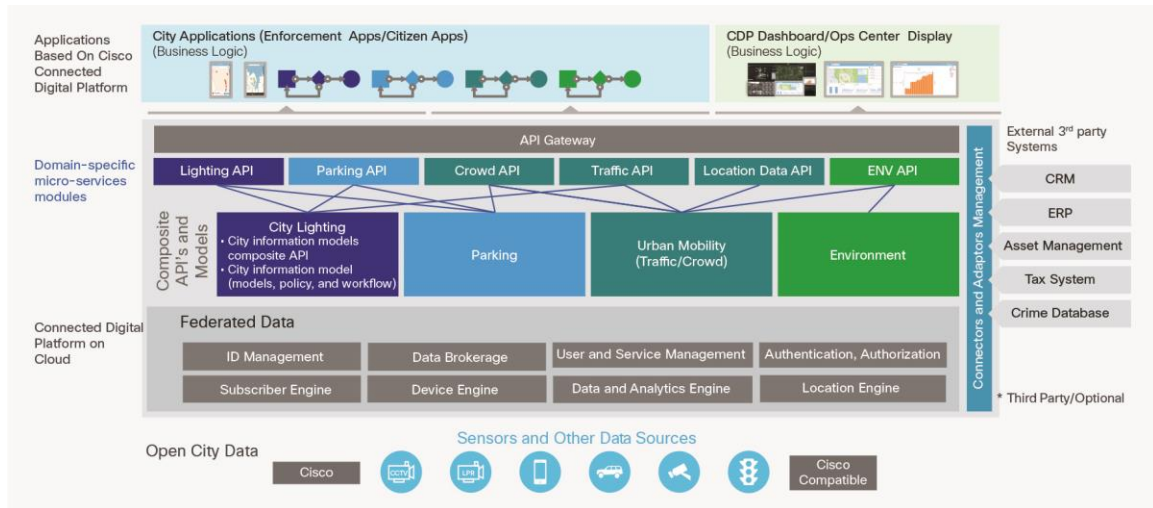 Applications
Based On Cisco
Connected
Digital Platform
City Applications (Enforcement Apps/Citizen Apps)
(Business Logic)
CDP Dashboard/Ops Center Display
(Business Logic)
API Gateway
Domain-specific
micro-services
modules
Lighting API
Parking API
Crowd API
Traffic API
Location Data API
ENV API
Composite
API's and
Models
City Lighting
• City information models
composite API
• City information model
(models, policy, and workflow)
Parking
Urban Mobility
(Traffic/Crowd)
Environment
Connectors and Adaptors Management
External 3rd party
Systems
CRM
ERP
Asset Management
Tax System
Crime Database
* Third Party/Optional
Connected Digital
Platform on
Cloud
Federated Data
ID Management
Data Brokerage
User and Service Management
Authentication, Authorization
Subscriber Engine
Device Engine
Data and Analytics Engine
Location Engine
Open City Data
Sensors and Other Data Sources
Cisco
CCTV
LPR
Cisco
Compatible